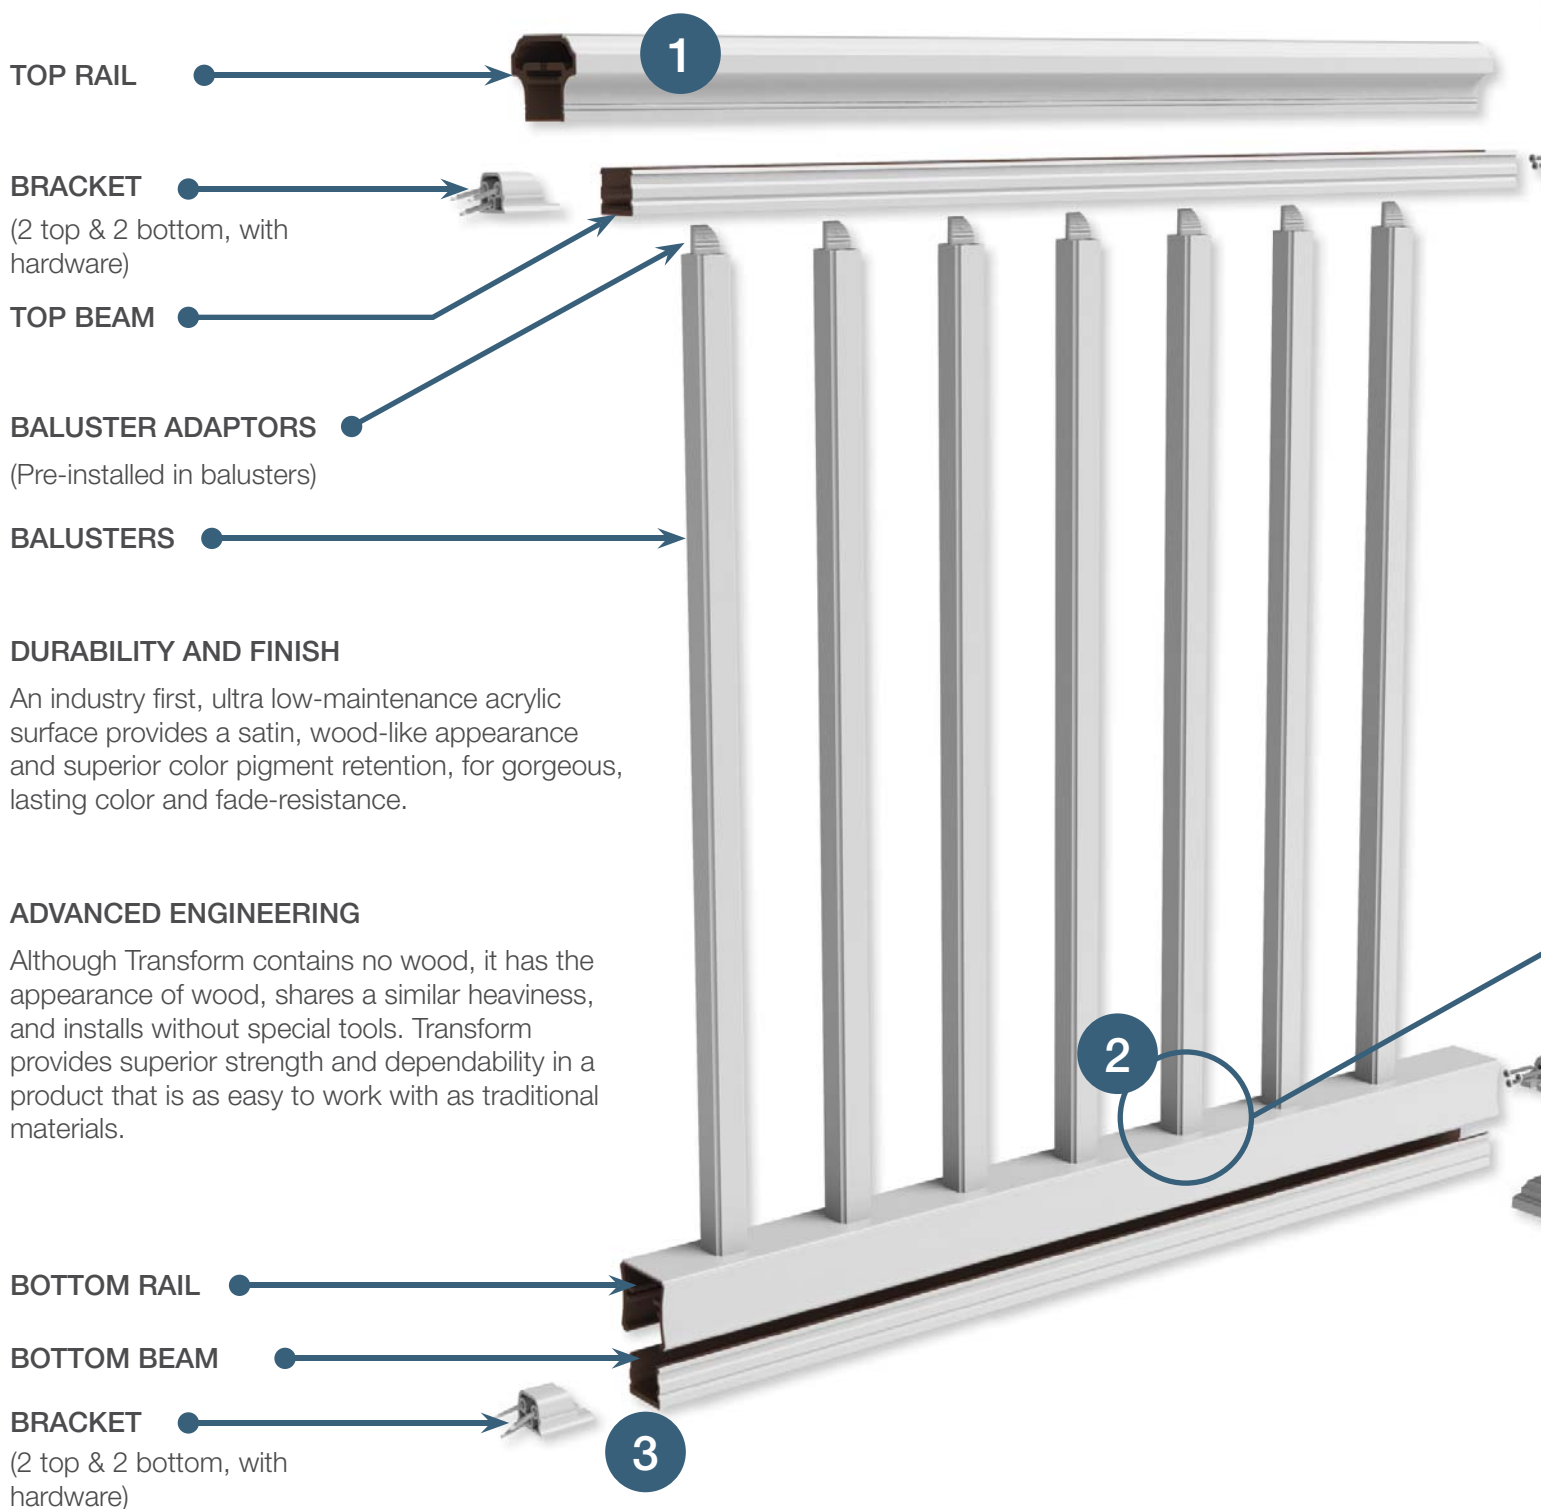 1
TOP RAIL
BRACKET
(2 top & 2 bottom, with
hardware)
TOP BEAM
BALUSTER ADAPTORS
(Pre-installed in balusters)
BALUSTERS
DURABILITY AND FINISH
An industry first, ultra low-maintenance acrylic
surface provides a satin, wood-like appearance
and superior color pigment retention, for gorgeous,
lasting color and fade-resistance.
ADVANCED ENGINEERING
Although Transform contains no wood, it has the
appearance of wood, shares a similar heaviness,
and installs without special tools. Transform
provides superior strength and dependability in a
product that is as easy to work with as traditional
materials.
2
BOTTOM RAIL
BOTTOM BEAM
BRACKET
(2 top & 2 bottom, with
hardware)
3